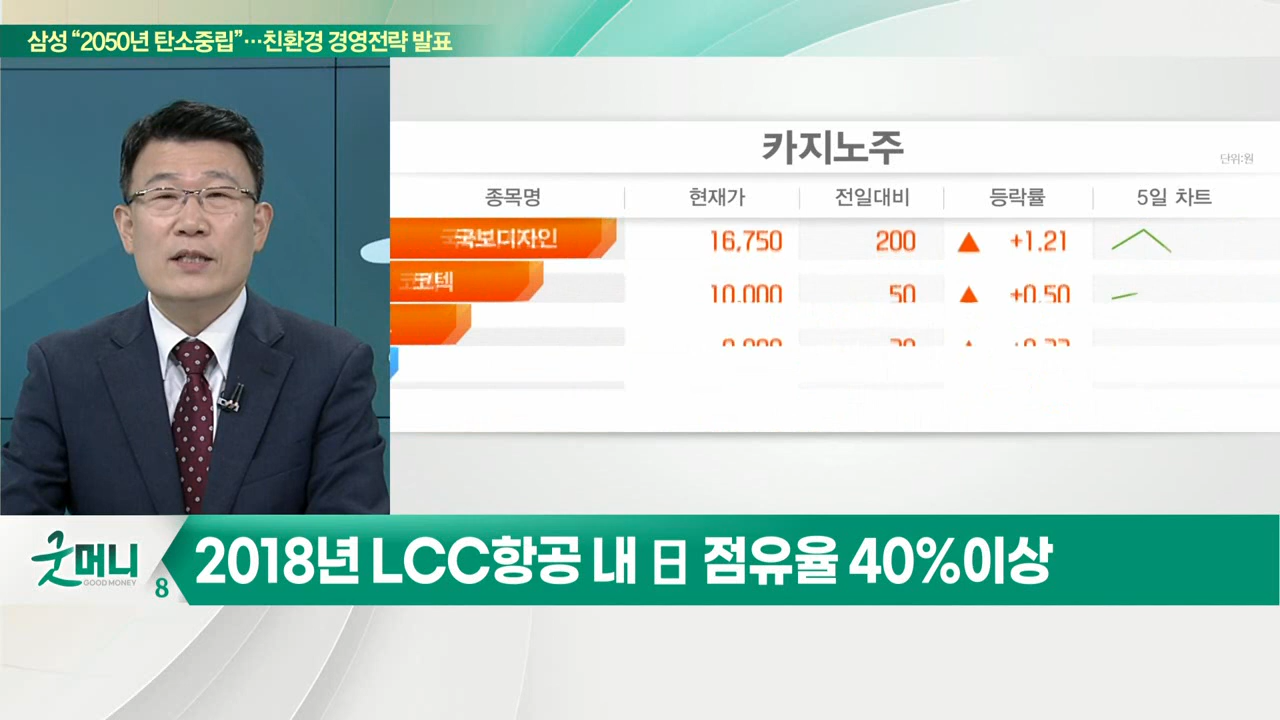 삼성 “2050년 탄소중립”…친환경 경영전략 발표
카지노주
단위:원
종목명 현재가 전일대비 등락률 5일 차트
국보디자인 16,750 200 ▲ +1.21
코텍 10,000 50 ▲ +0.50
굿머니
GOOD MONEY
8
2018년 LCC항공 내 日 점유율 40%이상